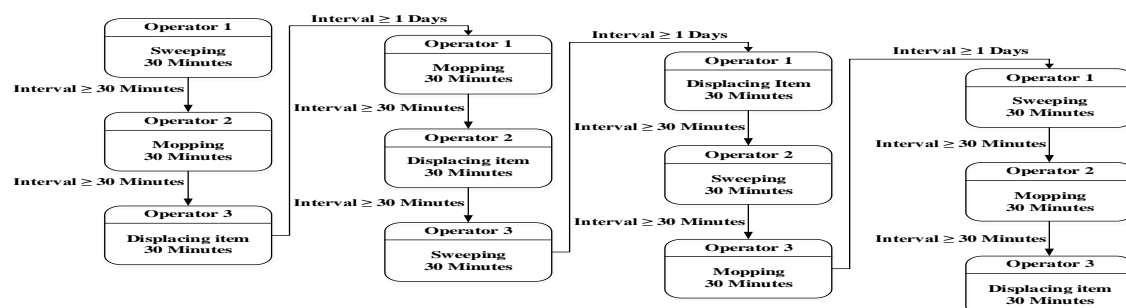 Operator 1
Sweeping
30 Minutes
Interval ≥ 30 Minutes
Operator 2
Mopping
30 Minutes
Interval ≥ 30 Minutes
Operator 3
Displacing item
30 Minutes
Interval ≥ 1 Days
Operator 1
Mopping
30 Minutes
Interval ≥ 30 Minutes
Operator 2
Displacing item
30 Minutes
Interval ≥ 30 Minutes
Operator 3
Sweeping
30 Minutes
Interval ≥ 1 Days
Operator 1
Displacing Item
30 Minutes
Interval ≥ 30 Minutes
Operator 2
Sweeping
30 Minutes
Interval ≥ 30 Minutes
Operator 3
Mopping
30 Minutes
Interval ≥ 1 Days
Operator 1
Sweeping
30 Minutes
Interval ≥ 30 Minutes
Operator 2
Mopping
30 Minutes
Interval ≥ 30 Minutes
Operator 3
Displacing item
30 Minutes